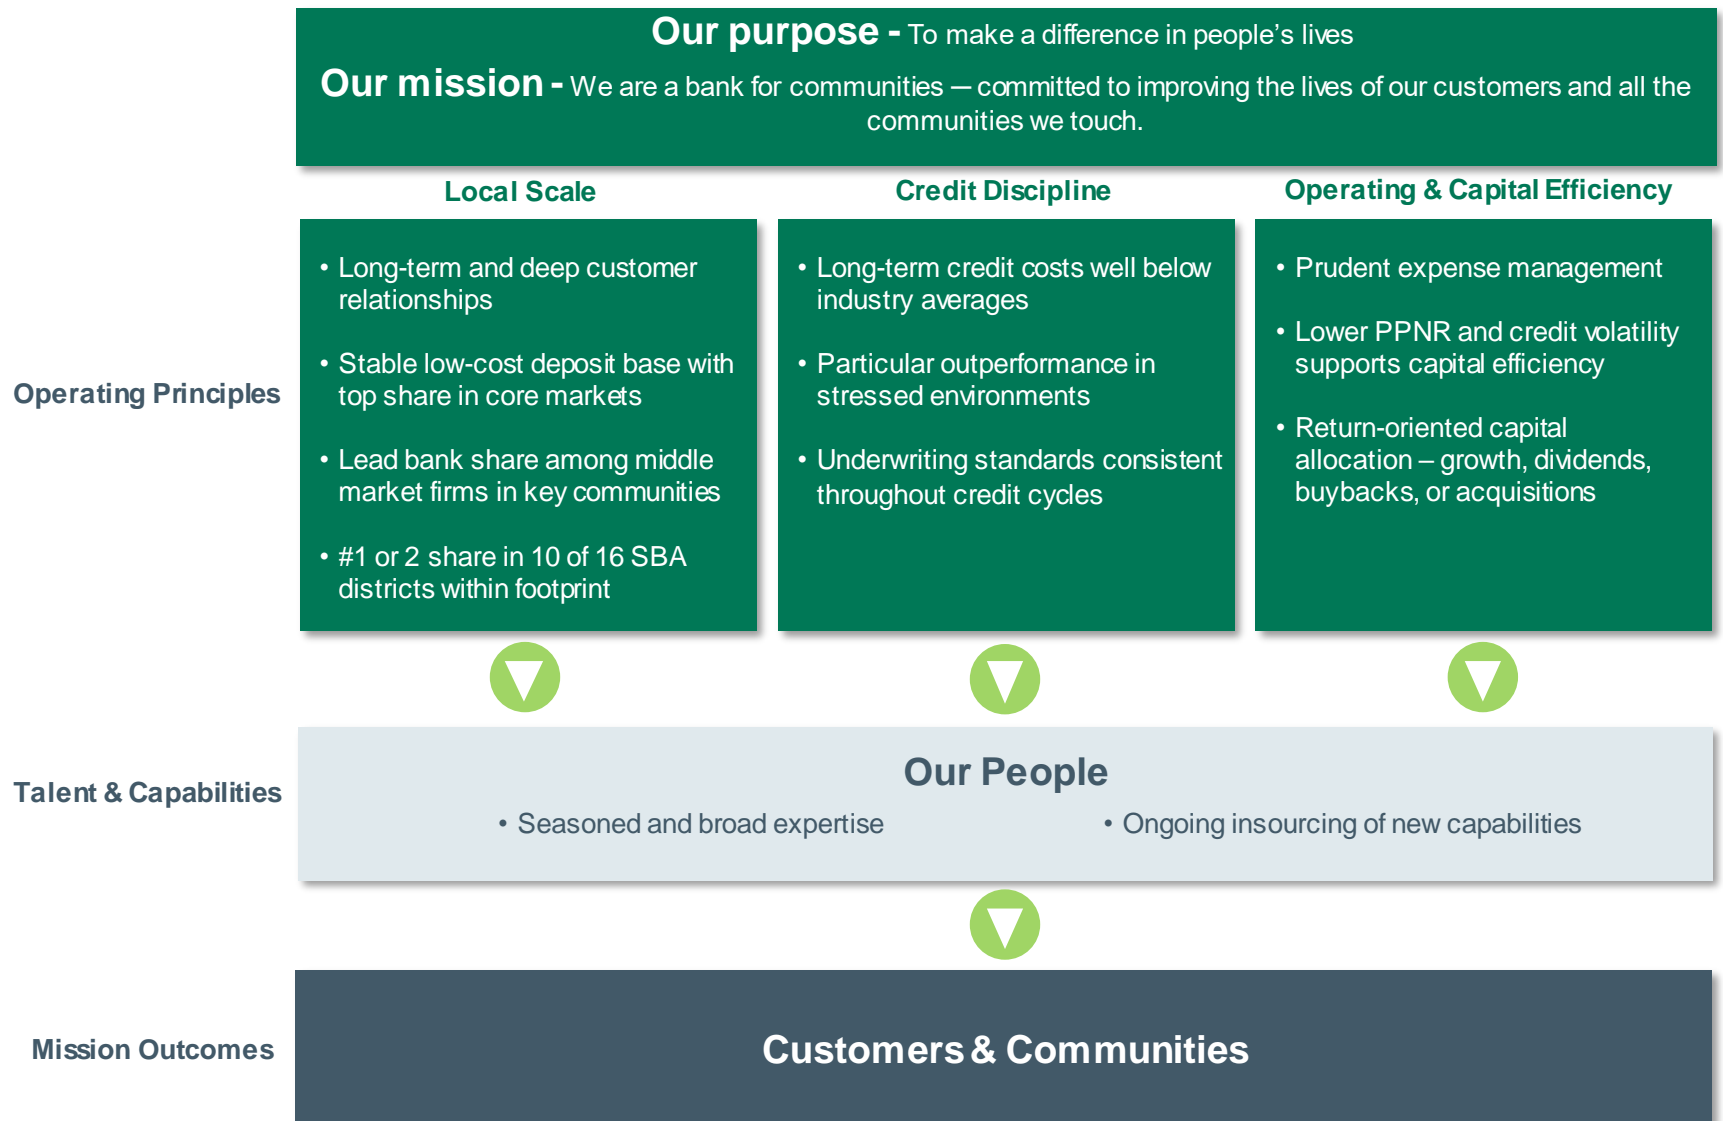 Our purpose - To make a difference in people's lives
Our mission - We are a bank for communities — committed to improving the lives of our customers and all the
communities we touch.
Local Scale
Credit Discipline
Operating & Capital Efficiency
Operating Principles
• Long-term and deep customer
relationships
• Stable low-cost deposit base with
top share in core markets
• Lead bank share among middle
market firms in key communities
• #1 or 2 share in 10 of 16 SBA
districts within footprint
• Long-term credit costs well below
industry averages
• Particular outperformance in
stressed environments
• Underwriting standards consistent
throughout credit cycles
• Prudent expense management
• Lower PPNR and credit volatility
supports capital efficiency
• Return-oriented capital
allocation – growth, dividends,
buybacks, or acquisitions
Talent & Capabilities
Our People
• Seasoned and broad expertise
• Ongoing insourcing of new capabilities
Mission Outcomes
Customers & Communities